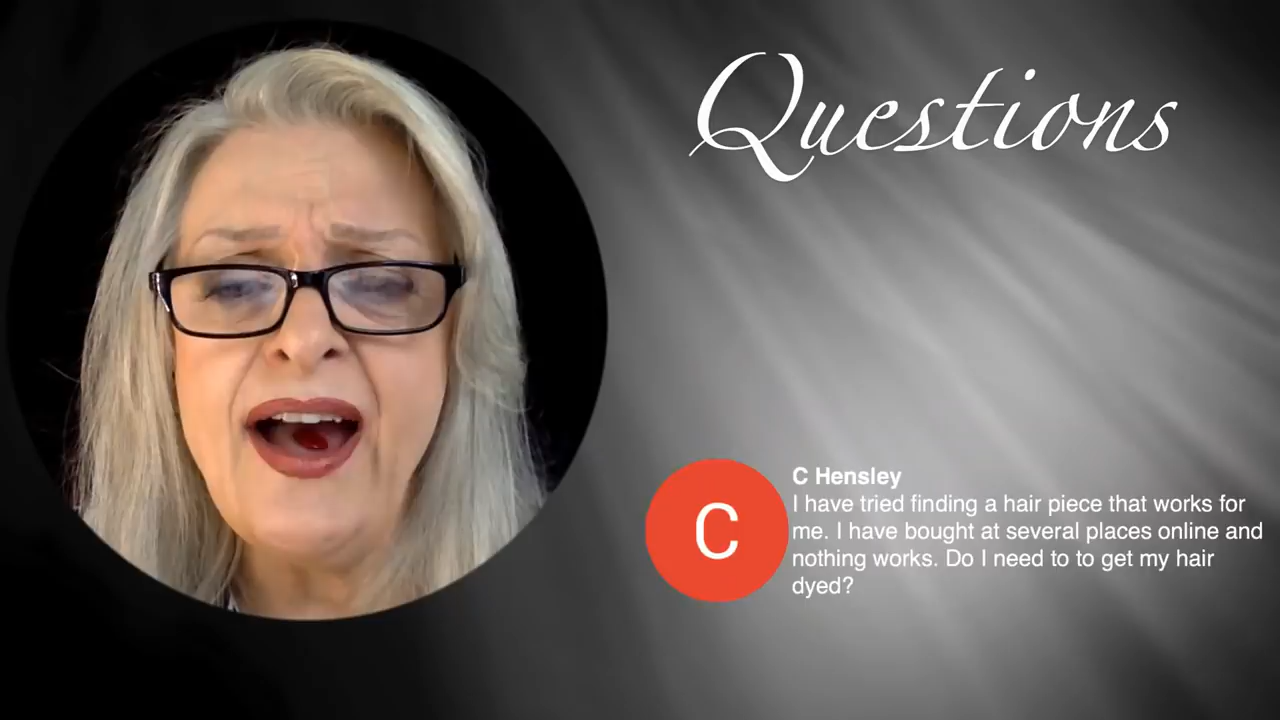 Questions
C
C Hensley
I have tried finding a hair piece that works for
me. I have bought at several places online and
nothing works. Do I need to to get my hair
dyed?